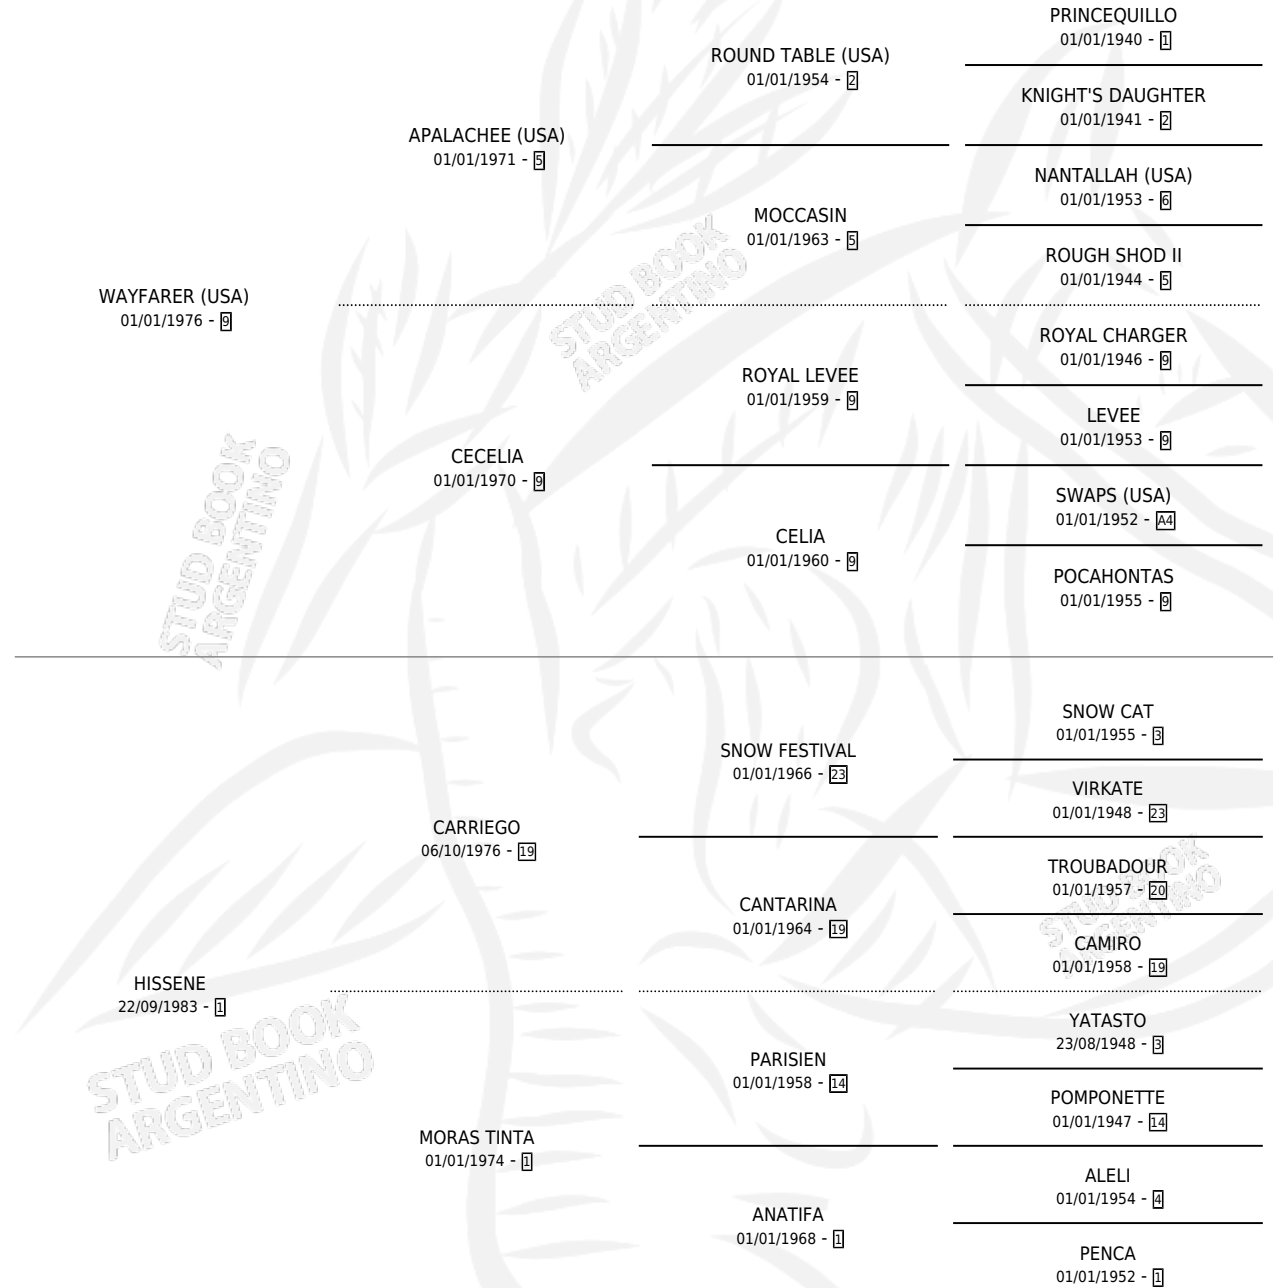 PRINCEQUILLO
01/01/1940 - 1
ROUND TABLE (USA)
01/01/1954 - 2
KNIGHT'S DAUGHTER
01/01/1941 - 2
APALACHEE (USA)
01/01/1971 - 5
NANTALLAH (USA)
01/01/1953 - 6
MOCCASIN
01/01/1963 - 5
ROUGH SHOD II
01/01/1944 - 5
WAYFARER (USA)
01/01/1976 - 9
ROYAL CHARGER
01/01/1946 - 9
ROYAL LEVEE
01/01/1959 - 9
LEVEE
01/01/1953 - 9
CECELIA
01/01/1970 - 9
SWAPS (USA)
01/01/1952 - A4
CELIA
01/01/1960 - 9
POCAHONTAS
01/01/1955 - 9
STUD BOOK
ARGENTINO
STUD BOOK
ARGENTINO
SNOW CAT
01/01/1955 - 3
SNOW FESTIVAL
01/01/1966 - 23
VIRKATE
01/01/1948 - 23
CARRIEGO
06/10/1976 - 19
TROUBADOUR
01/01/1957 - 20
CANTARINA
01/01/1964 - 19
CAMIRO
01/01/1958 - 19
HISSENE
22/09/1983 - 1
YATASTO
23/08/1948 - 3
PARISIEN
01/01/1958 - 14
POMPONETTE
01/01/1947 - 14
MORAS TINTA
01/01/1974 - 1
ALELI
01/01/1954 - 4
ANATIFA
01/01/1968 - 1
PENCA
01/01/1952 - 1
STUD BOOK
ARGENTINO
STUD BOOK
ARGENTINO